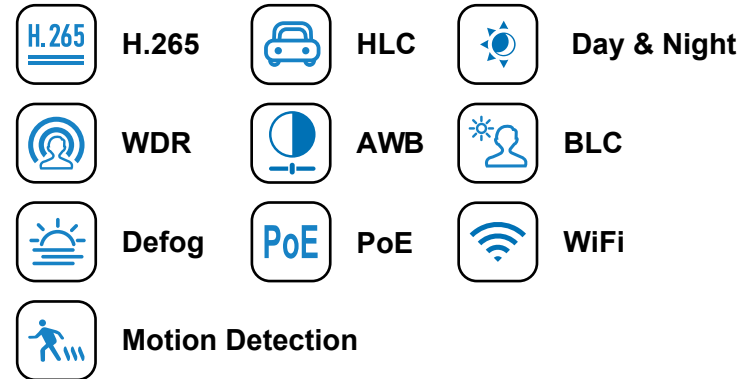 H.265 H.265 HLC Day & Night
WDR AWB BLC
Defog PoE PoE WiFi
Motion Detection